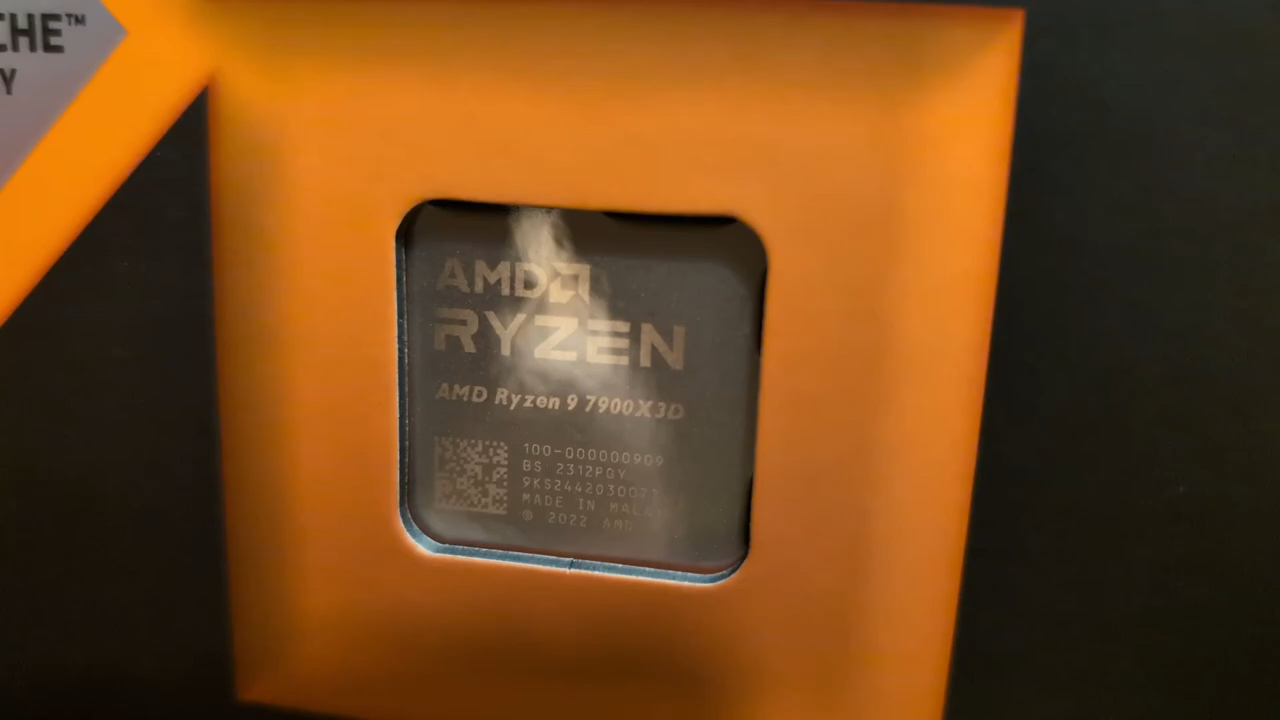 CHE™
Y
AMD
RYZEN
AMD Ryzen 9 7900X3D
100-000000909
BS 2312PGY
MADE IN
© 2022 AMD